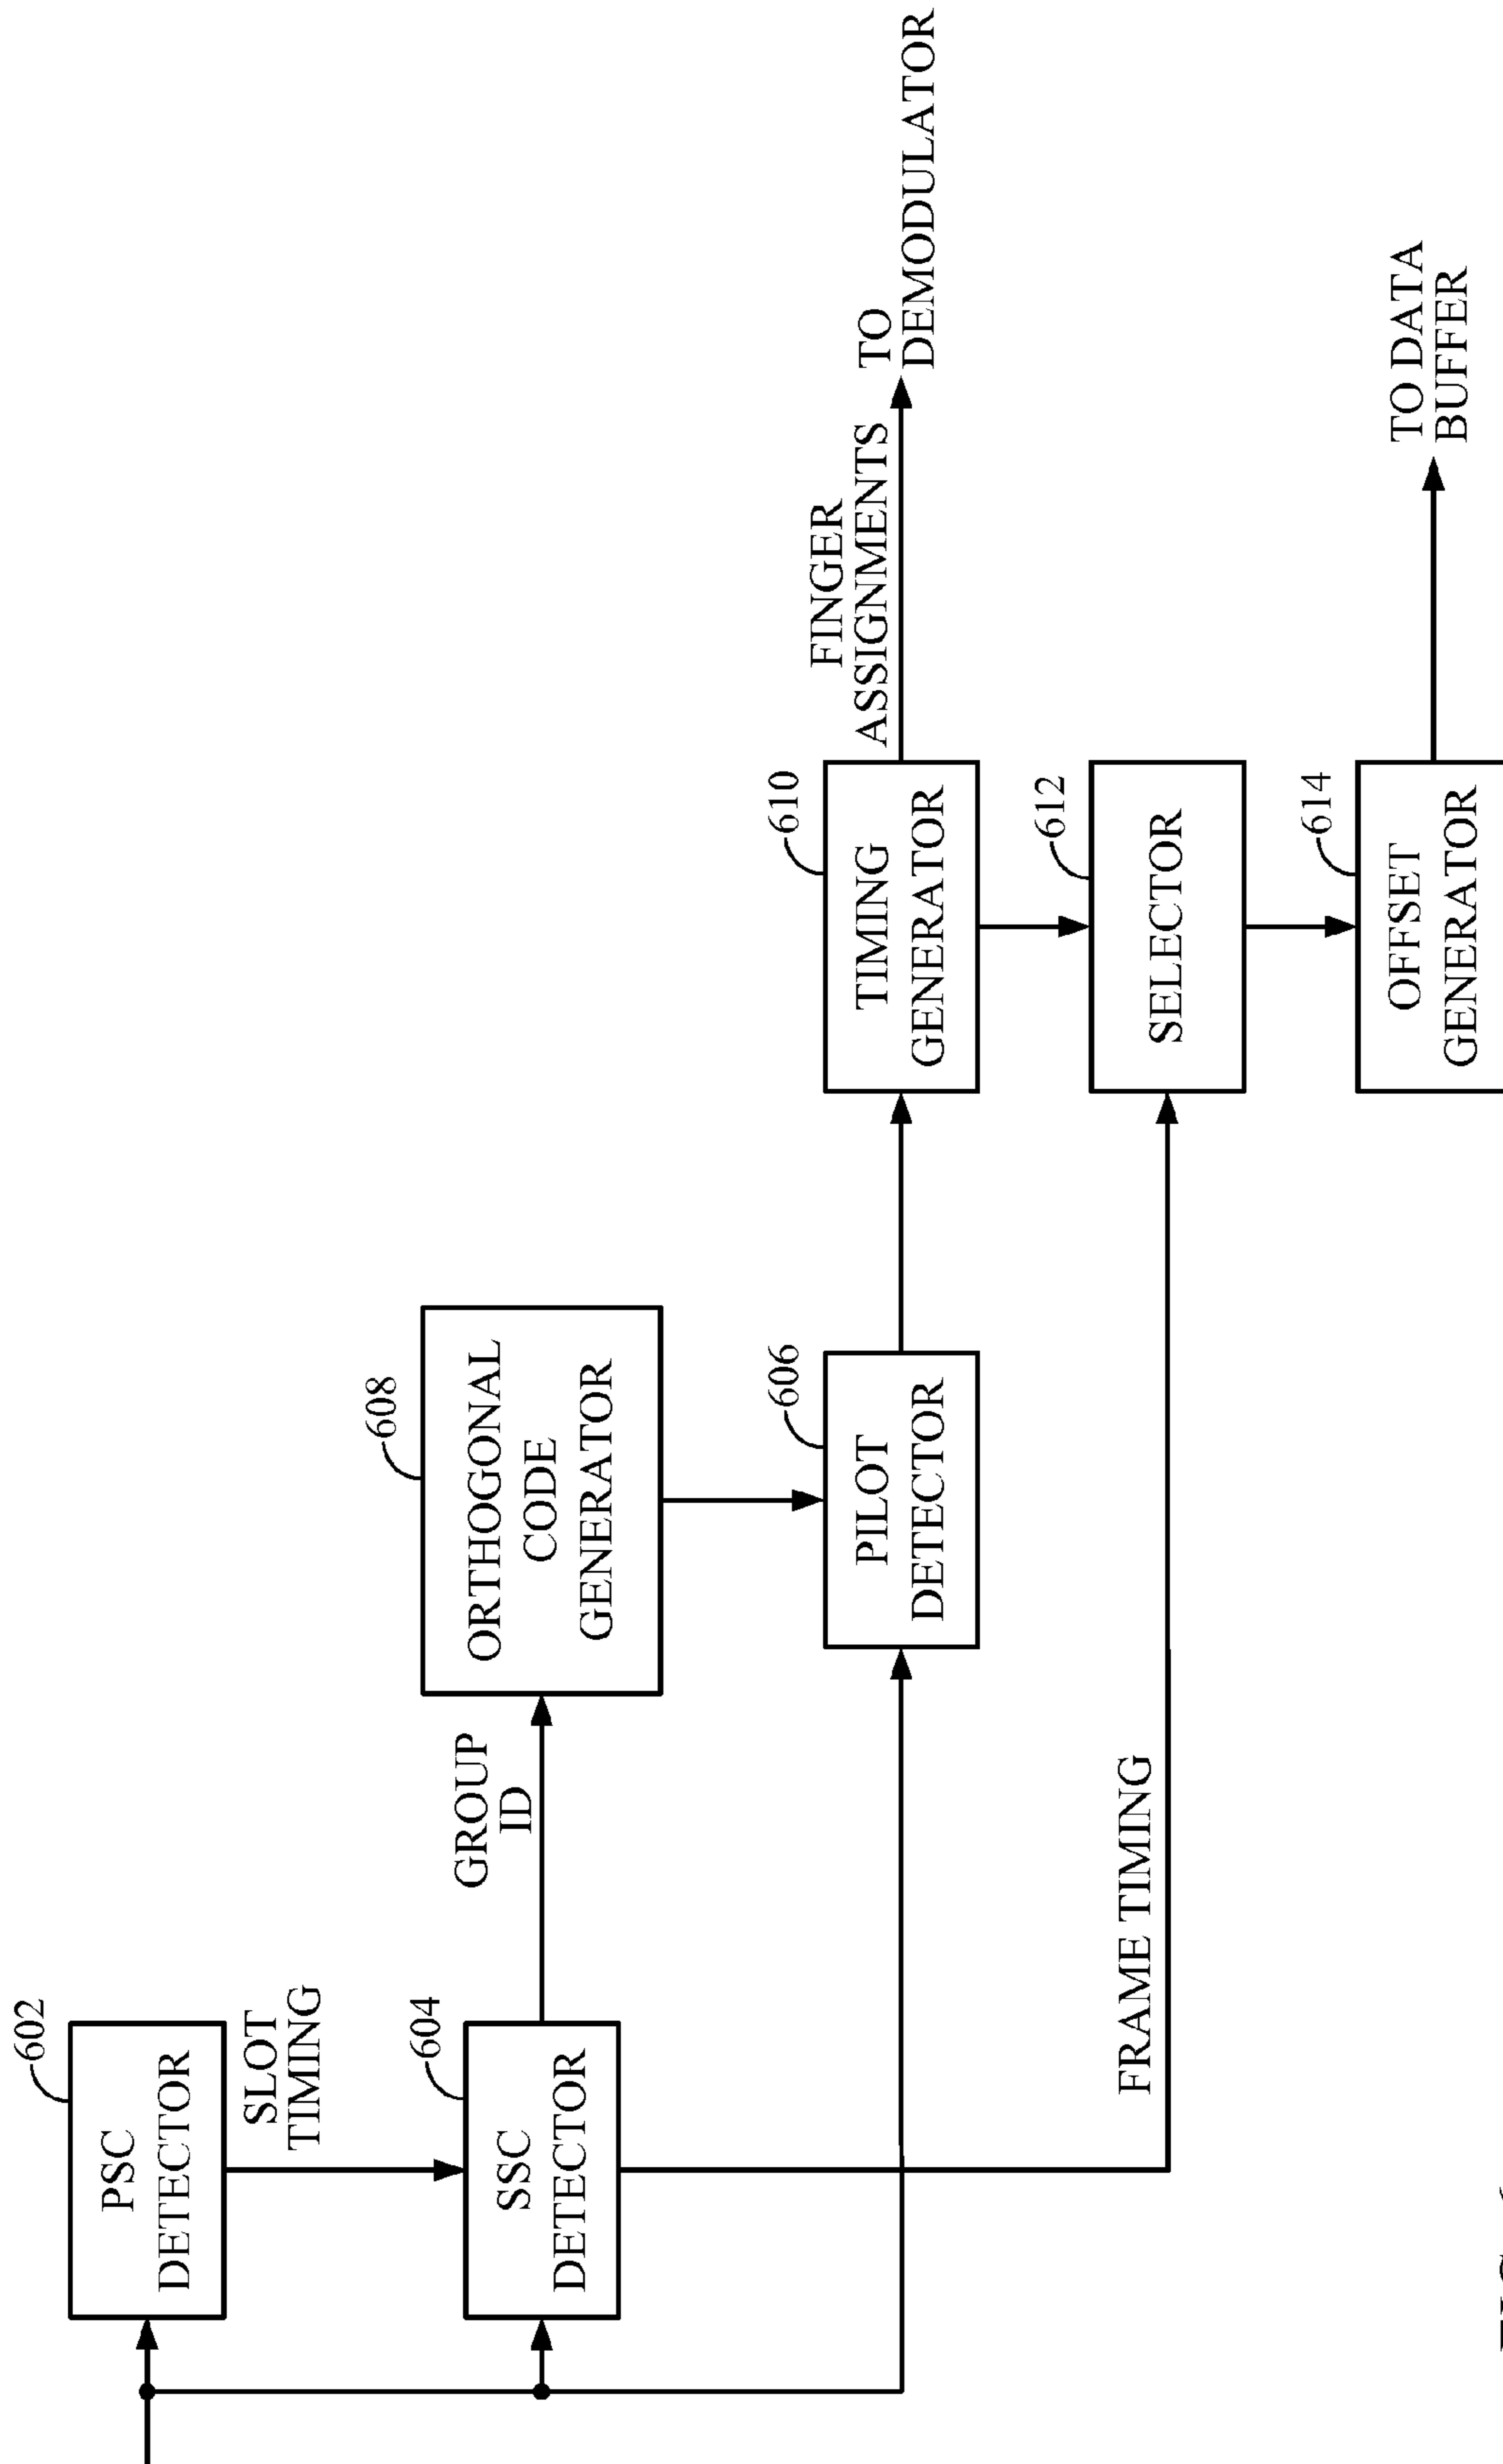 602
PSC
DETECTOR
SLOT
TIMING
604
SSC
DETECTOR
GROUP
ID
608
ORTHOGONAL
CODE
GENERATOR
606
PILOT
DETECTOR
FRAME TIMING
610
TIMING
GENERATOR
FINGER
ASSIGNMENTS
TO
DEMODULATOR
612
SELECTOR
614
OFFSET
GENERATOR
TO DATA
BUFFER